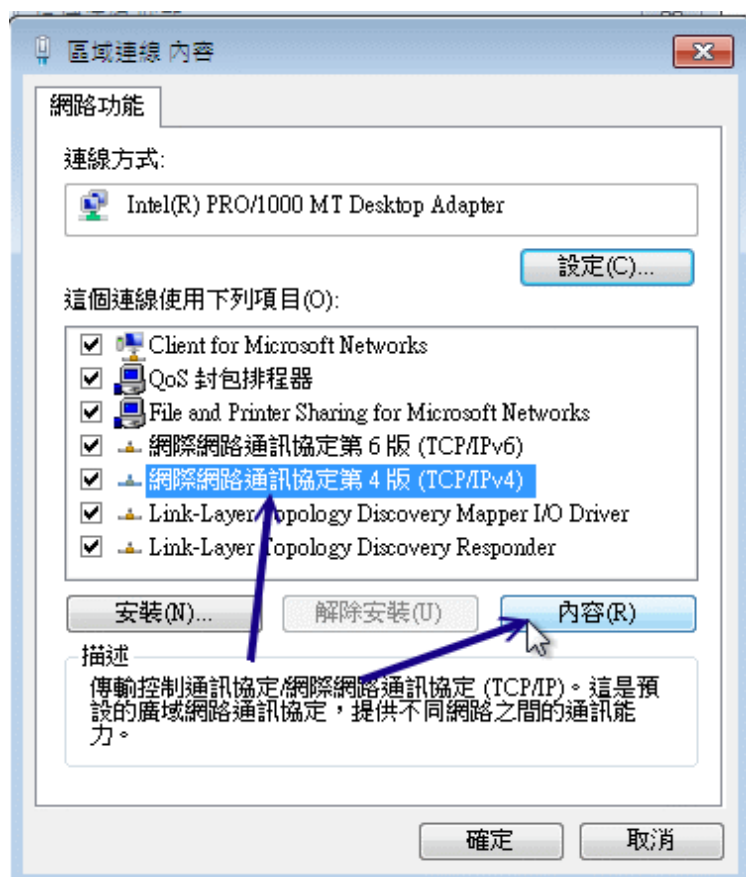 區域連線 內容
網路功能
連線方式:
Intel(R) PRO/1000 MT Desktop Adapter
設定(C)...
這個連線使用下列項目(O):
Client for Microsoft Networks
QoS 封包排程器
File and Printer Sharing for Microsoft Networks
網際網路通訊協定第 6 版 (TCP/IPv6)
網際網路通訊協定第 4 版 (TCP/IPv4)
Link-Layer Topology Discovery Mapper I/O Driver
Link-Layer Topology Discovery Responder
安裝(N)...
解除安裝(U)
內容(R)
描述
傳輸控制通訊協定/網際網路通訊協定 (TCP/IP)。這是預
設的廣域網路通訊協定，提供不同網路之間的通訊能
力。
確定
取消